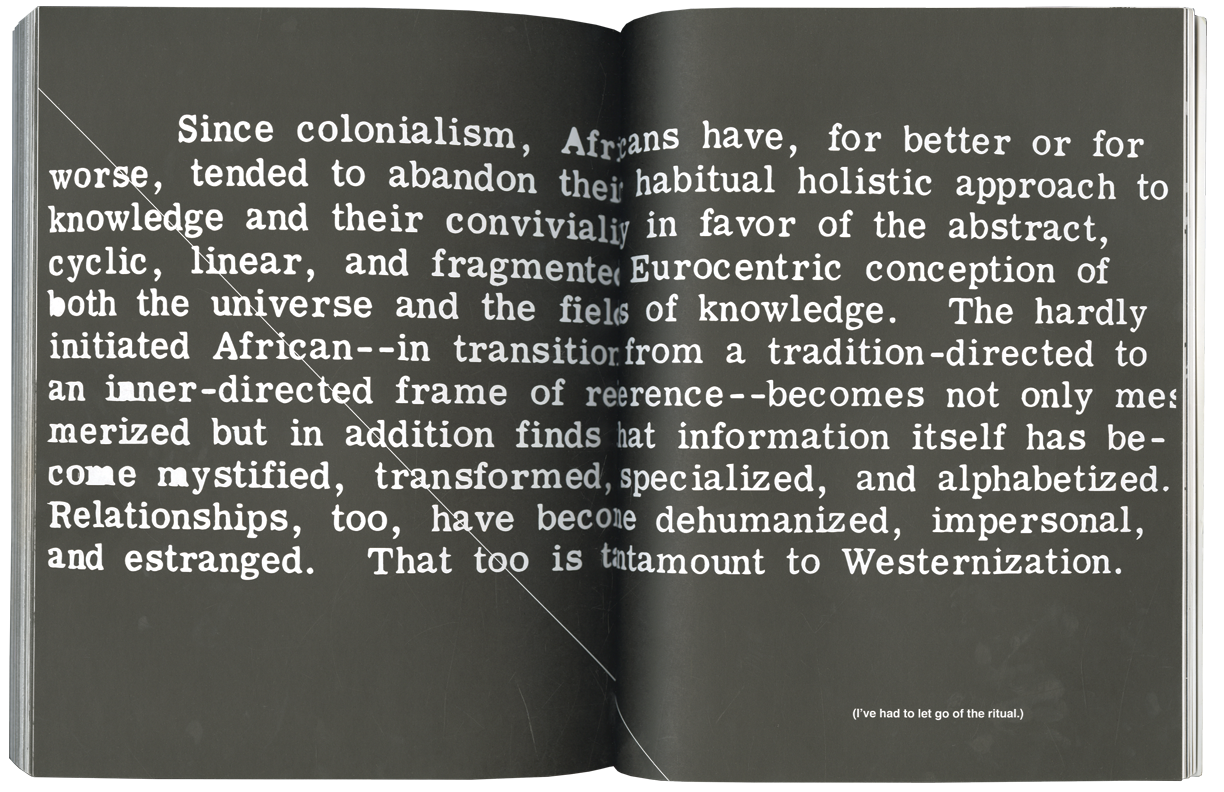 Since colonialism, Africans have, for better or for
worse, tended to abandon their habitual holistic approach to
knowledge and their conviviality in favor of the abstract,
cyclic, linear, and fragmented Eurocentric conception of
both the universe and the fields of knowledge. The hardly
initiated African--in transition from a tradition-directed to
an inner-directed frame of reference--becomes not only mes
merized but in addition finds that information itself has be-
come mystified, transformed, specialized, and alphabetized.
Relationships, too, have become dehumanized, impersonal,
and estranged. That too is tantamount to Westernization.
(I've had to let go of the ritual.)